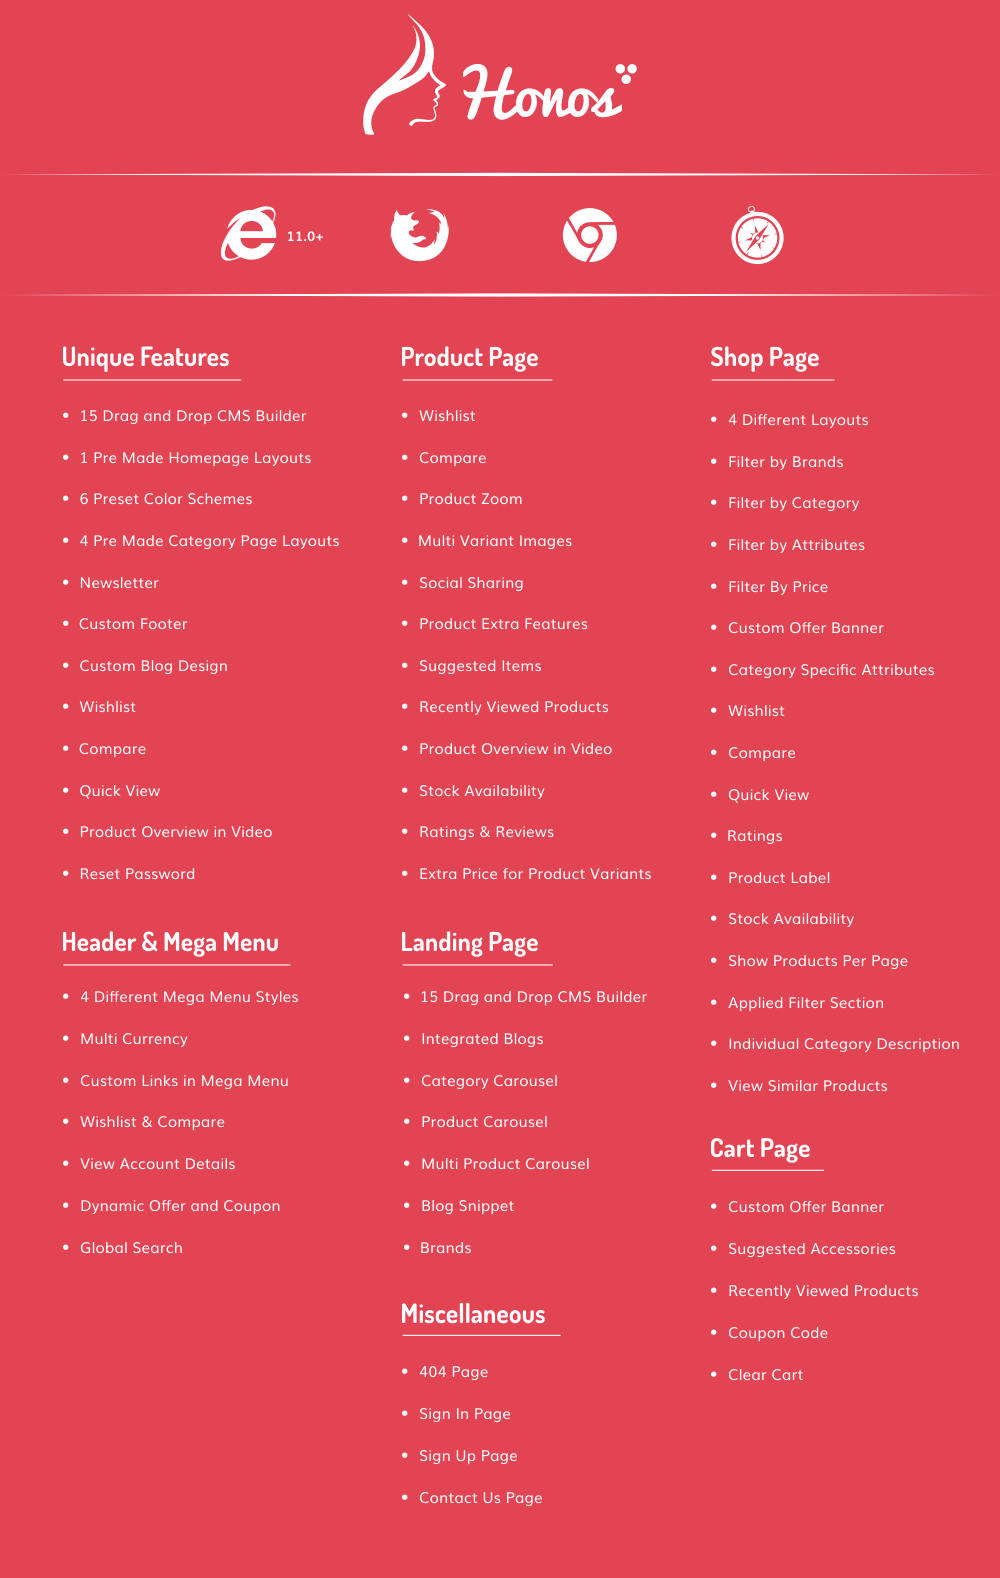 Honos
11.0+
Unique Features
• 15 Drag and Drop CMS Builder
• 1 Pre Made Homepage Layouts
• 6 Preset Color Schemes
• 4 Pre Made Category Page Layouts
• Newsletter
• Custom Footer
• Custom Blog Design
• Wishlist
• Compare
• Quick View
• Product Overview in Video
• Reset Password
Header & Mega Menu
• 4 Different Mega Menu Styles
• Multi Currency
• Custom Links in Mega Menu
• Wishlist & Compare
• View Account Details
• Dynamic Offer and Coupon
• Global Search
Product Page
• Wishlist
• Compare
• Product Zoom
• Multi Variant Images
• Social Sharing
• Product Extra Features
• Suggested Items
• Recently Viewed Products
• Product Overview in Video
• Stock Availability
• Ratings & Reviews
• Extra Price for Product Variants
Landing Page
• 15 Drag and Drop CMS Builder
• Integrated Blogs
• Category Carousel
• Product Carousel
• Multi Product Carousel
• Blog Snippet
• Brands
Miscellaneous
• 404 Page
• Sign In Page
• Sign Up Page
• Contact Us Page
Shop Page
• 4 Different Layouts
• Filter by Brands
• Filter by Category
• Filter by Attributes
• Filter By Price
• Custom Offer Banner
• Category Specific Attributes
• Wishlist
• Compare
• Quick View
• Ratings
• Product Label
• Stock Availability
• Show Products Per Page
• Applied Filter Section
• Individual Category Description
• View Similar Products
Cart Page
• Custom Offer Banner
• Suggested Accessories
• Recently Viewed Products
• Coupon Code
• Clear Cart